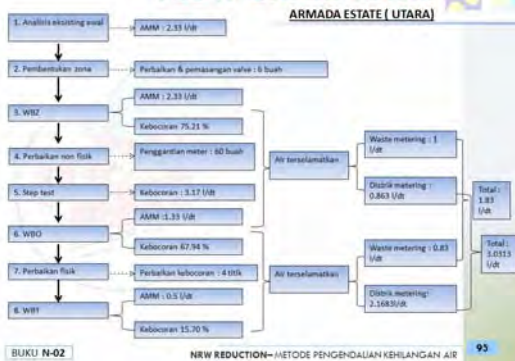 ARMADA ESTATE ( UTARA)
1. Analisis eksisting awal
AMM : 2.33 l/dt
2. Pembentukan zona
Perbaikan & pemasangan valve : 6 buah
AMM : 2.33 l/dt
3. WBZ
Kebocoran 75.21 %
4. Perbaikan non fisik
Penggantian meter : 60 buah
5. Step test
Kebocoran : 3.17 l/dt
AMM :1.33 l/dt
6. WBO
Kebocoran 67.94 %
7. Perbaikan fisik
Perbaikan kebocoran : 4 titik
AMM : 0.5 l/dt
8. WBT
Kebocoran 15.70 %
Air terselamatkan
Waste metering : 1
l/dt
Distrik metering :
0.863 l/dt
Air terselamatkan
Waste metering : 0.83
l/dt
Distrik metering:
2.1683l/dt
Total :
1.83
l/dt
Total :
3.0313
l/dt
BUKU N-02
NRW REDUCTION– METODE PENGENDALIAN KEHILANGAN AIR
95